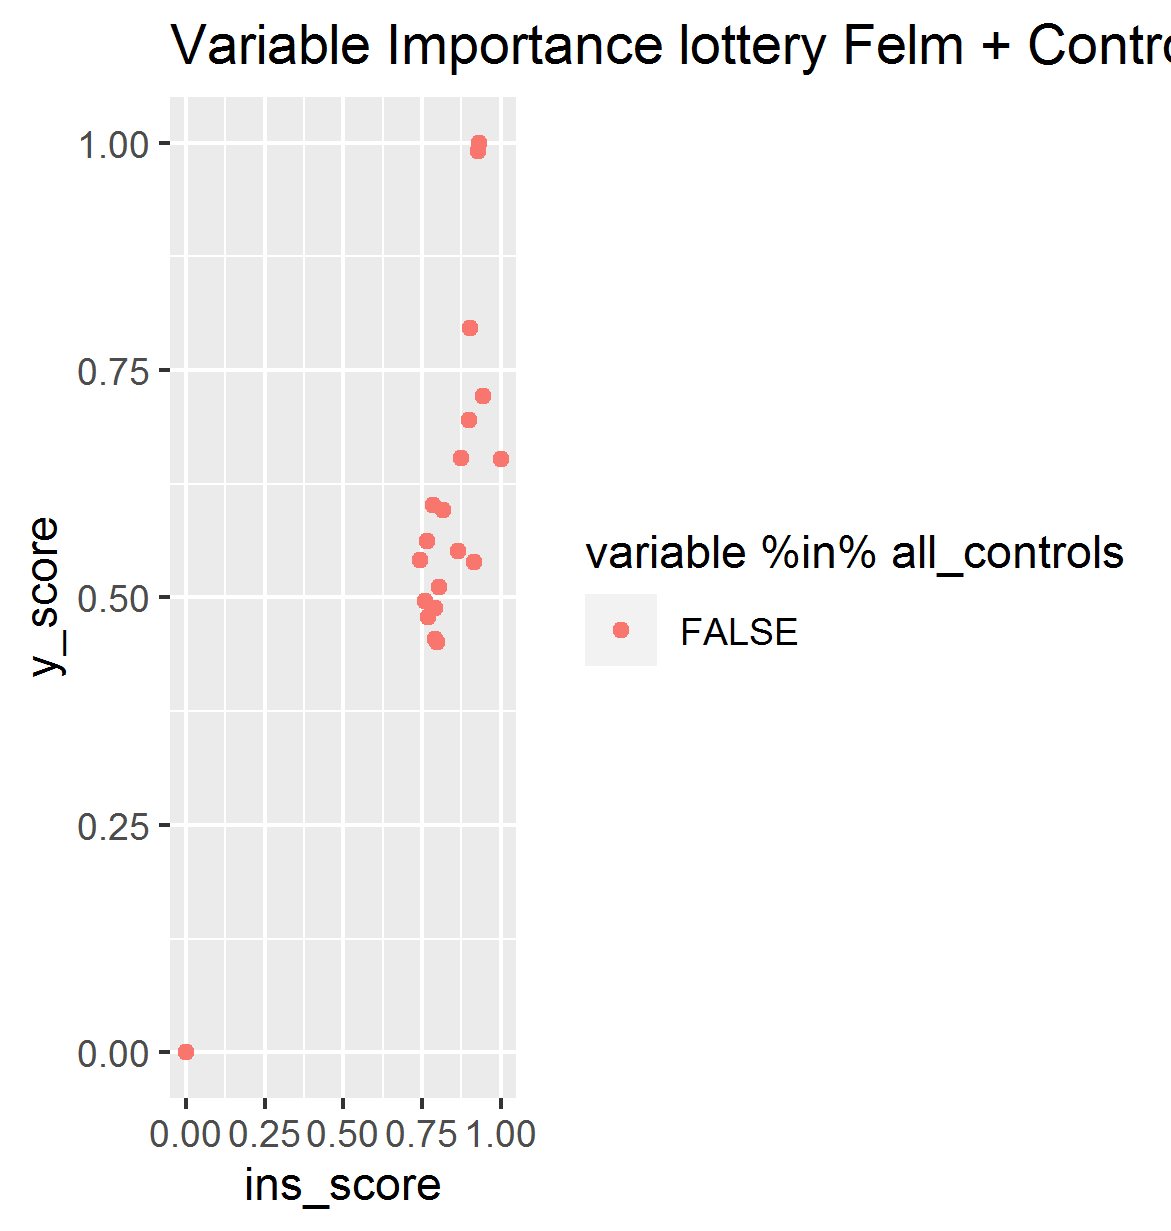 Variable Importance lottery Felm + Contro
1.00
0.75
0.50
0.25
0.00
y_score
0.00 0.25 0.50 0.75 1.00
ins_score
variable %in% all_controls
FALSE